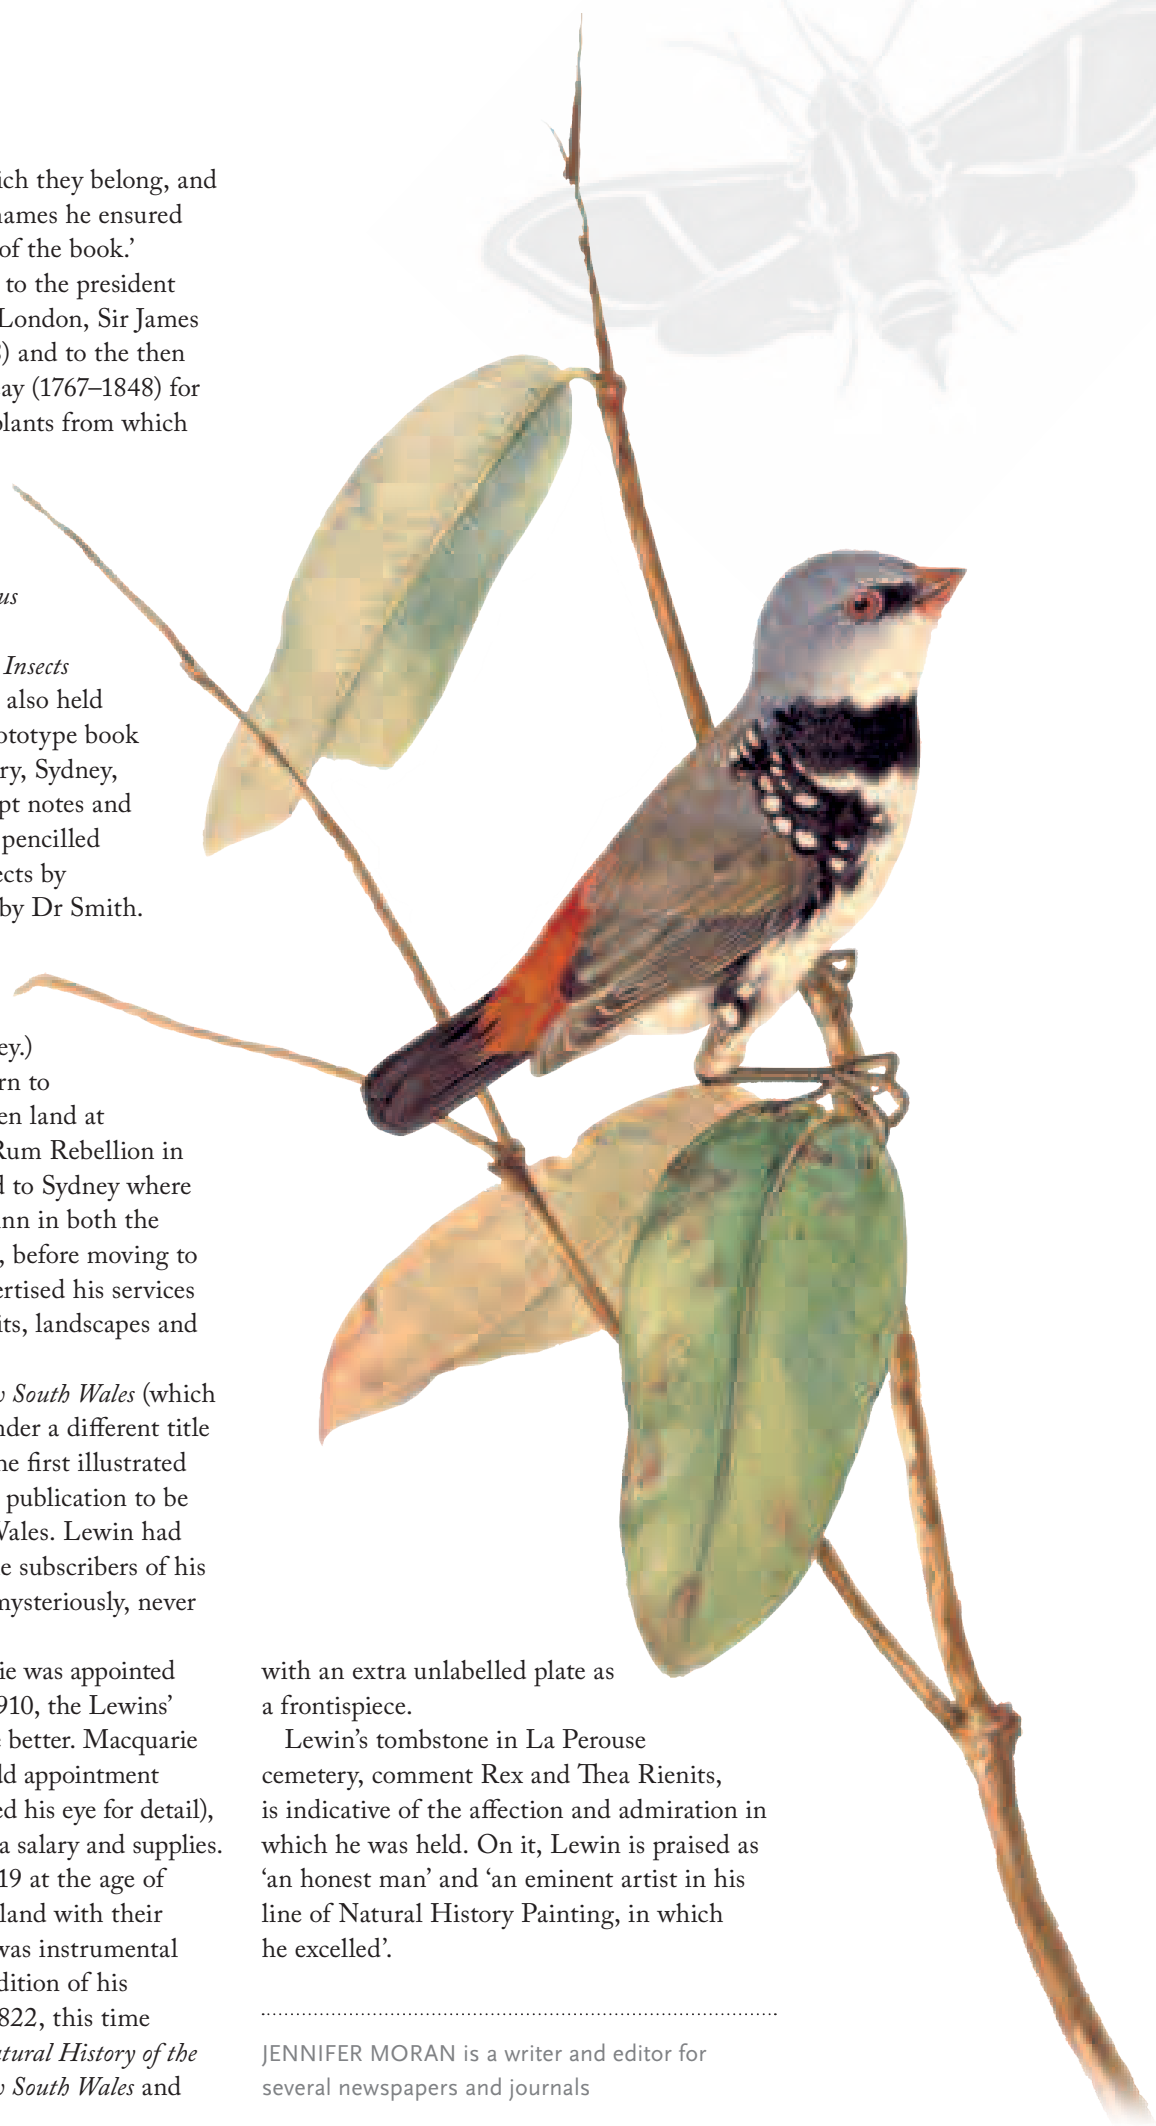 ich they belong, and
names he ensured
of the book.’
to the president
London, Sir James
) and to the then
ay (1767–1848) for
plants from which
us
Insects
also held
ototype book
ry, Sydney,
pt notes and
pencilled
ects by
by Dr Smith.
ey.)
rn to
en land at
Rum Rebellion in
d to Sydney where
inn in both the
, before moving to
ertised his services
its, landscapes and
South Wales (which
nder a different title
he first illustrated
publication to be
Wales. Lewin had
e subscribers of his
mysteriously, never
ie was appointed
910, the Lewins’
better. Macquarie
ld appointment
ed his eye for detail),
a salary and supplies.
19 at the age of
land with their
was instrumental
dition of his
822, this time
atural History of the
South Wales and
with an extra unlabelled plate as
a frontispiece.
Lewin’s tombstone in La Perouse
cemetery, comment Rex and Thea Rienits,
is indicative of the affection and admiration in
which he was held. On it, Lewin is praised as
‘an honest man’ and ‘an eminent artist in his
line of Natural History Painting, in which
he excelled’.
JENNIFER MORAN is a writer and editor for
several newspapers and journals